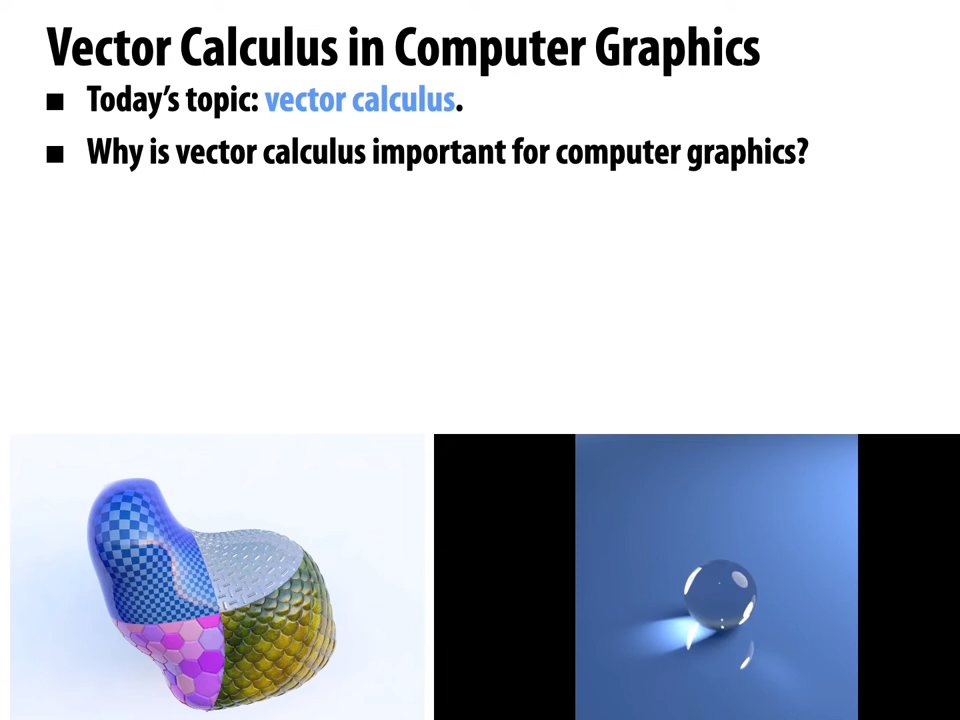 Vector Calculus in Computer Graphics
■ Today’s topic: vector calculus.
■ Why is vector calculus important for computer graphics?